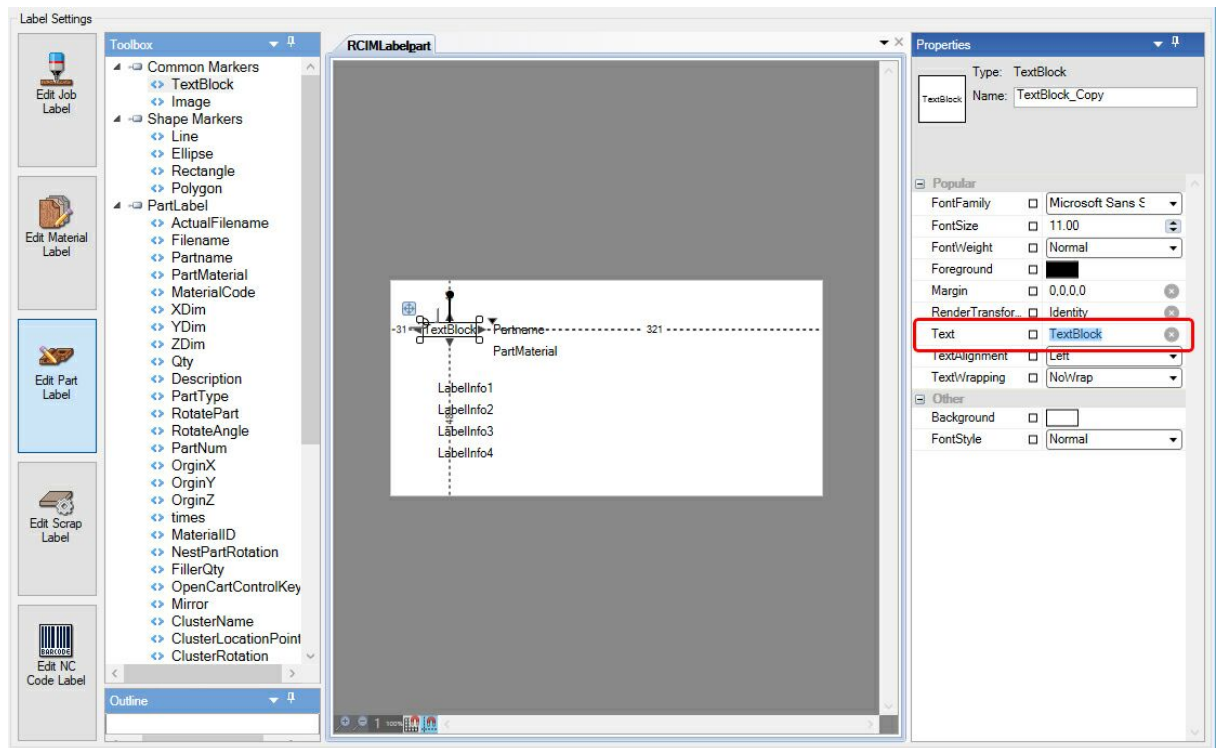 Label Settings
Edit Job
Label
Edit Material
Label
Edit Part
Label
Edit Scrap
Label
BARCODE
Edit NC
Code Label
Toolbox
Common Markers
TextBlock
Image
Shape Markers
Line
Ellipse
Rectangle
Polygon
PartLabel
ActualFilename
Filename
Partname
PartMaterial
MaterialCode
XDim
YDim
ZDim
Qty
Description
PartType
RotatePart
RotateAngle
PartNum
OrginX
OrginY
OrginZ
times
MaterialID
NestPartRotation
FillerQty
OpenCartControlKey
Mirror
ClusterName
ClusterLocationPoint
ClusterRotation
Outline
RCIMLabelpart
31 TextBlock Partname 321
PartMaterial
LabelInfo1
LabelInfo2
LabelInfo3
LabelInfo4
1 100%
Properties
TextBlock
Type: TextBlock
Name: TextBlock_Copy
Popular
FontFamily Microsoft Sans S
FontSize 11.00
FontWeight Normal
Foreground
Margin 0,0,0,0
RenderTransfor... Identity
Text TextBlock
TextAlignment Left
TextWrapping NoWrap
Other
Background
FontStyle Normal